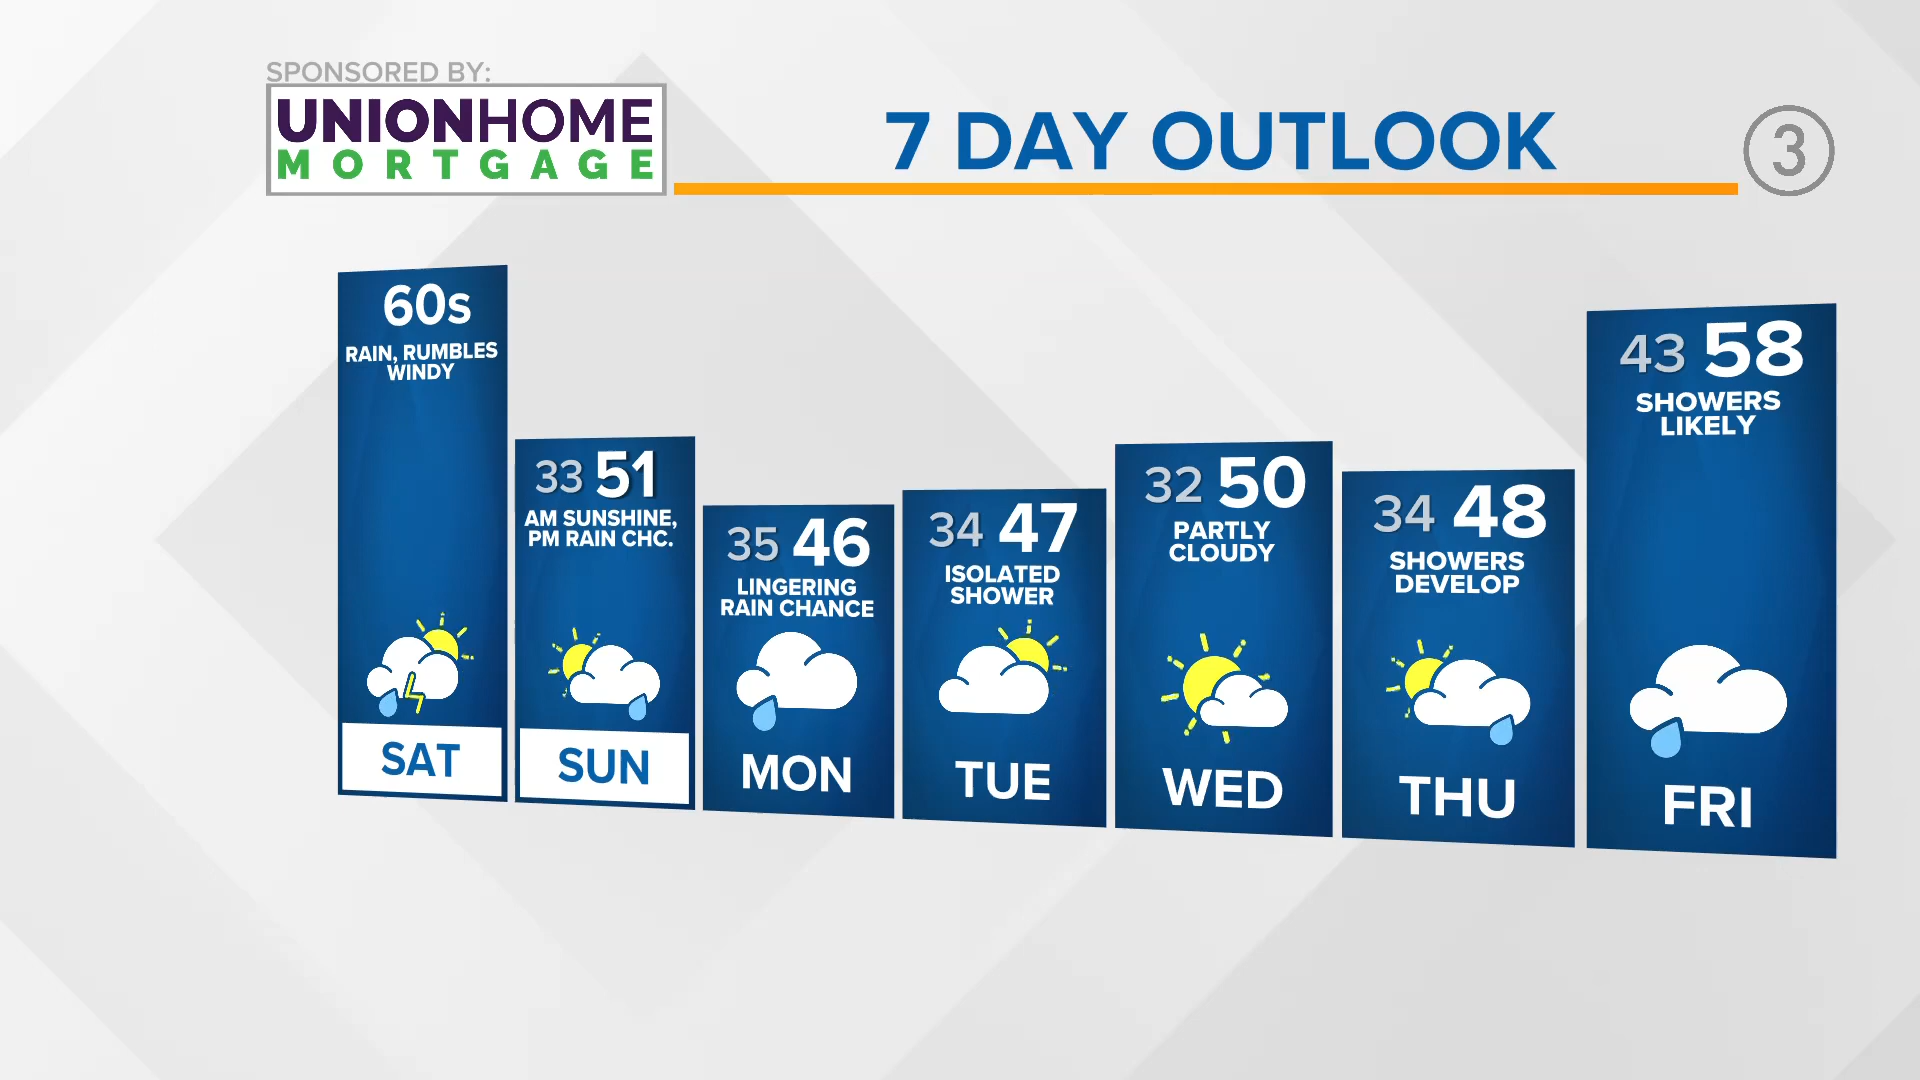 SPONSORED BY:
UNIONHOME
MORTGAGE
7 DAY OUTLOOK
3
60s
RAIN, RUMBLES
WINDY
SAT
33 51
AM SUNSHINE,
PM RAIN CHC.
SUN
35 46
LINGERING
RAIN CHANCE
MON
34 47
ISOLATED
SHOWER
TUE
32 50
PARTLY
CLOUDY
WED
34 48
SHOWERS
DEVELOP
THU
43 58
SHOWERS
LIKELY
FRI